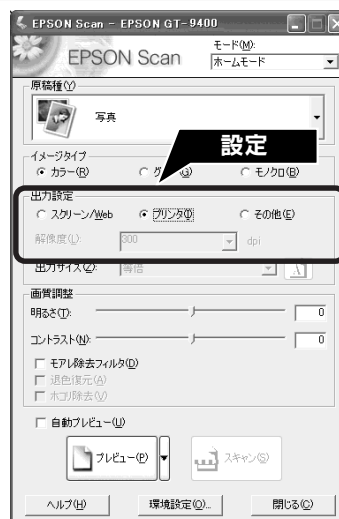 EPSON Scan - EPSON GT-9400
EPSON Scan
モード(M):
ホームモード
原稿種(Y)
写真
設定
イメージタイプ
カラー(R)
モノクロ(B)
出力設定
スクリーン/Web プリンタ(P) その他(E)
解像度(L): 300 dpi
出力サイズ(Z): 等倍
画質調整
明るさ(T): 0
コントラスト(N): 0
モアレ除去フィルタ(D)
退色復元(A)
ホコリ除去(V)
自動プレビュー(U)
プレビュー(P) スキャン(S)
ヘルプ(H) 環境設定(O)... 閉じる(C)